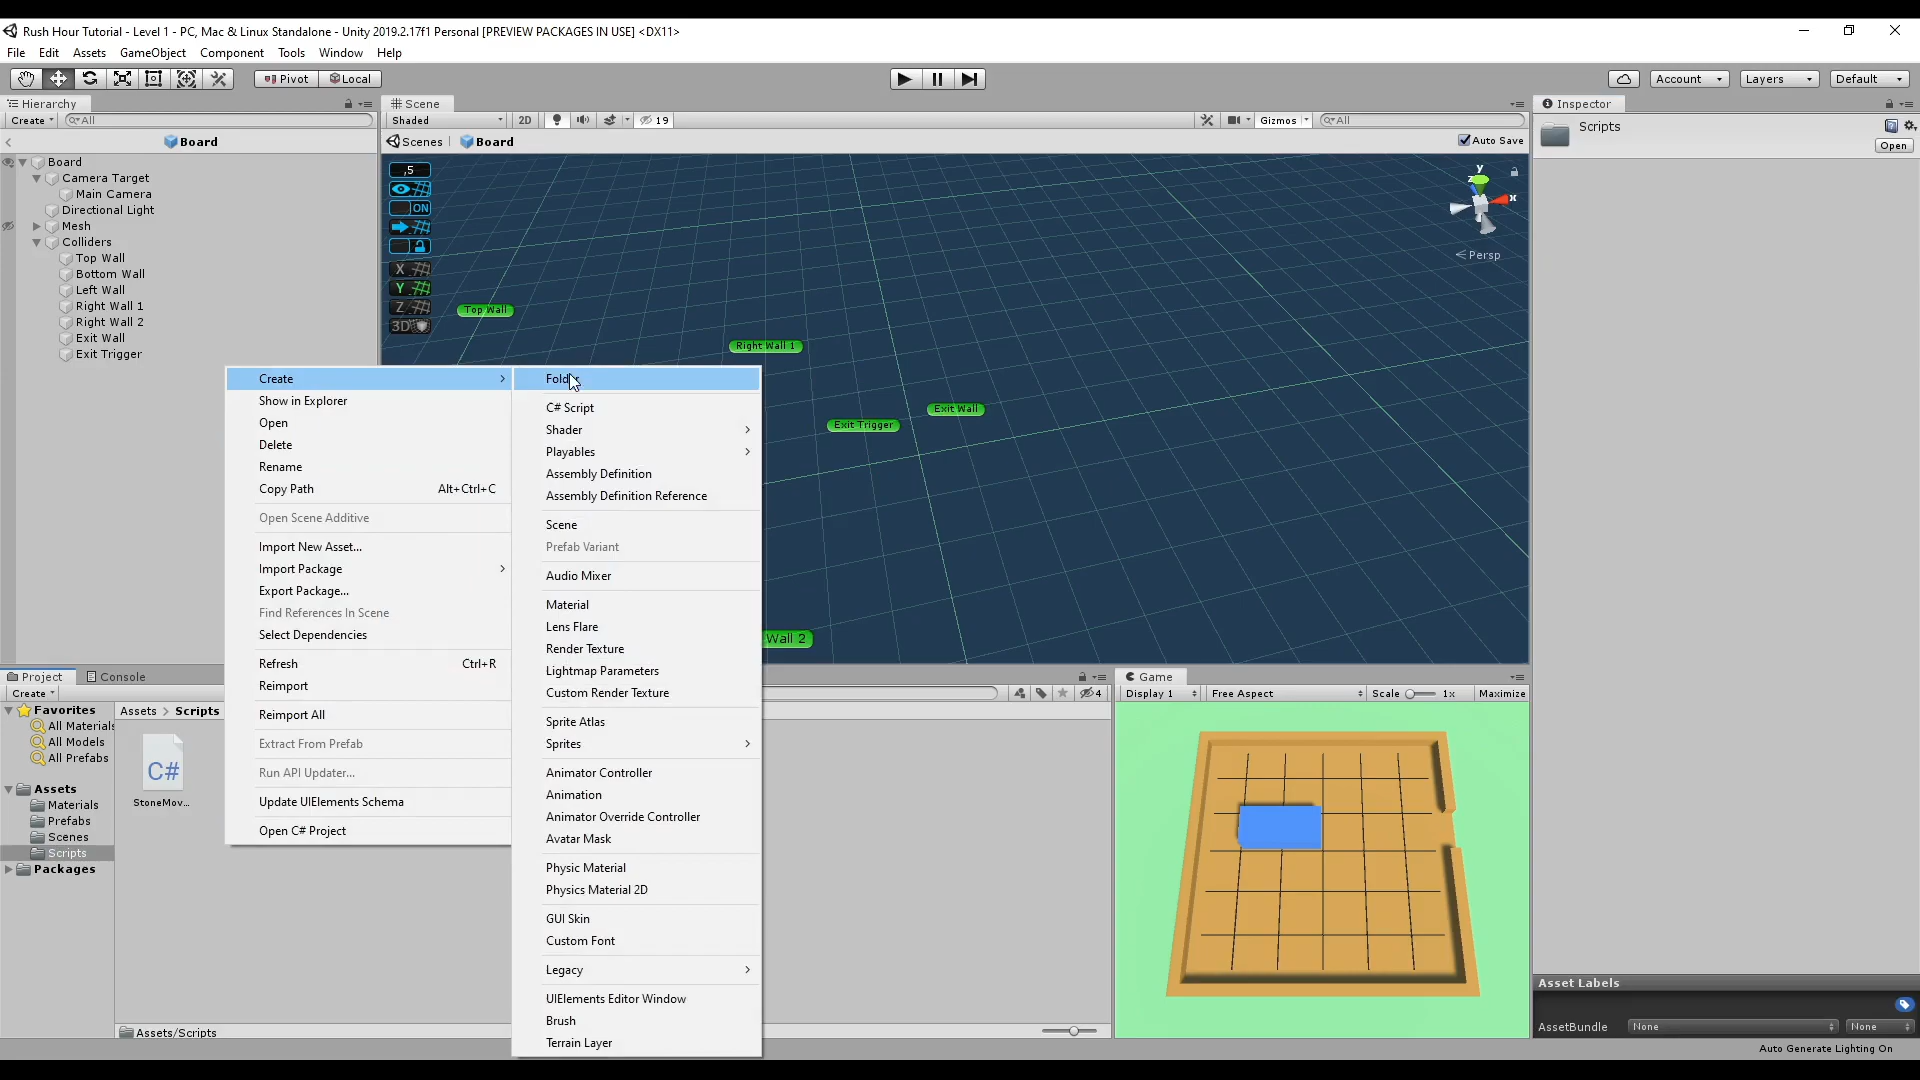 Rush Hour Tutorial - Level 1 - PC, Mac & Linux Standalone - Unity 2019.2.17f1 Personal [PREVIEW PACKAGES IN USE] <DX11>
File Edit Assets GameObject Component Tools Window Help
Pivot Local Account Layers Default
Hierarchy
Create All
Board
Board
Camera Target
Main Camera
Directional Light
Mesh
Colliders
Top Wall
Bottom Wall
Left Wall
Right Wall 1
Right Wall 2
Exit Wall
Exit Trigger
Scene
Shaded 2D 19 Gizmos All
Scenes Board Auto Save
,5
ON
X
Y
Z
3D
y
z
x
Persp
Top Wall
Right Wall 1
Exit Wall
Exit Trigger
Wall 2
Inspector
Scripts
Open
Create
Show in Explorer
Open
Delete
Rename
Copy Path Alt+Ctrl+C
Open Scene Additive
Import New Asset...
Import Package
Export Package...
Find References In Scene
Select Dependencies
Refresh Ctrl+R
Reimport
Reimport All
Extract From Prefab
Run API Updater...
Update UIElements Schema
Open C# Project
Folder
C# Script
Shader
Playables
Assembly Definition
Assembly Definition Reference
Scene
Prefab Variant
Audio Mixer
Material
Lens Flare
Render Texture
Lightmap Parameters
Custom Render Texture
Sprite Atlas
Sprites
Animator Controller
Animation
Animator Override Controller
Avatar Mask
Physic Material
Physics Material 2D
GUI Skin
Custom Font
Legacy
UIElements Editor Window
Brush
Terrain Layer
Project Console
Create
4
Favorites
All Materials
All Models
All Prefabs
Assets
Materials
Prefabs
Scenes
Scripts
Packages
Assets > Scripts
C#
StoneMov...
Assets/Scripts
Game
Display 1 Free Aspect Scale 1x Maximize
Asset Labels
AssetBundle None None
Auto Generate Lighting On